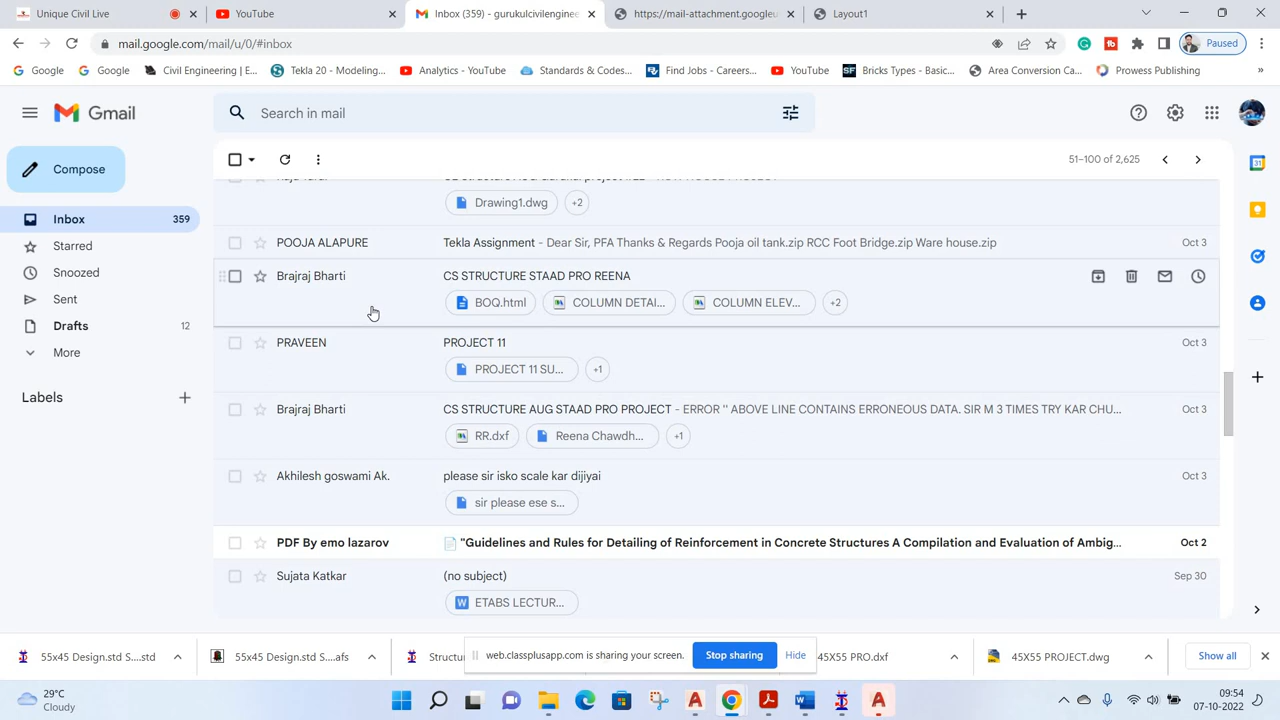 Unique Civil Live
YouTube
Inbox (359) - gurukulcivilengine
https://mail-attachment.googleu
Layout1
mail.google.com/mail/u/0/#inbox
Paused
Google
Google
Civil Engineering | E...
Tekla 20 - Modeling...
Analytics - YouTube
Standards & Codes...
Find Jobs - Careers...
YouTube
Bricks Types - Basic...
Area Conversion Ca...
Prowess Publishing
Gmail
Search in mail
Compose
51–100 of 2,625
Inbox 359
Starred
Snoozed
Sent
Drafts 12
More
Labels
Drawing1.dwg +2
POOJA ALAPURE Tekla Assignment - Dear Sir, PFA Thanks & Regards Pooja oil tank.zip RCC Foot Bridge.zip Ware house.zip Oct 3
Brajraj Bharti CS STRUCTURE STAAD PRO REENA
BOQ.html COLUMN DETAI... COLUMN ELEV... +2
PRAVEEN PROJECT 11 Oct 3
PROJECT 11 SU... +1
Brajraj Bharti CS STRUCTURE AUG STAAD PRO PROJECT - ERROR " ABOVE LINE CONTAINS ERRONEOUS DATA. SIR M 3 TIMES TRY KAR CHU... Oct 3
RR.dxf Reena Chawdh... +1
Akhilesh goswami Ak. please sir isko scale kar dijiyai Oct 3
sir please ese s...
PDF By emo lazarov "Guidelines and Rules for Detailing of Reinforcement in Concrete Structures A Compilation and Evaluation of Ambig... Oct 2
Sujata Katkar (no subject) Sep 30
ETABS LECTUR...
55x45 Design.std S....std
55x45 Design.std S....afs
Structu
web.classplusapp.com is sharing your screen.
Stop sharing
Hide
45X55 PRO.dxf
45X55 PROJECT.dwg
Show all
29°C
Cloudy
09:54
07-10-2022